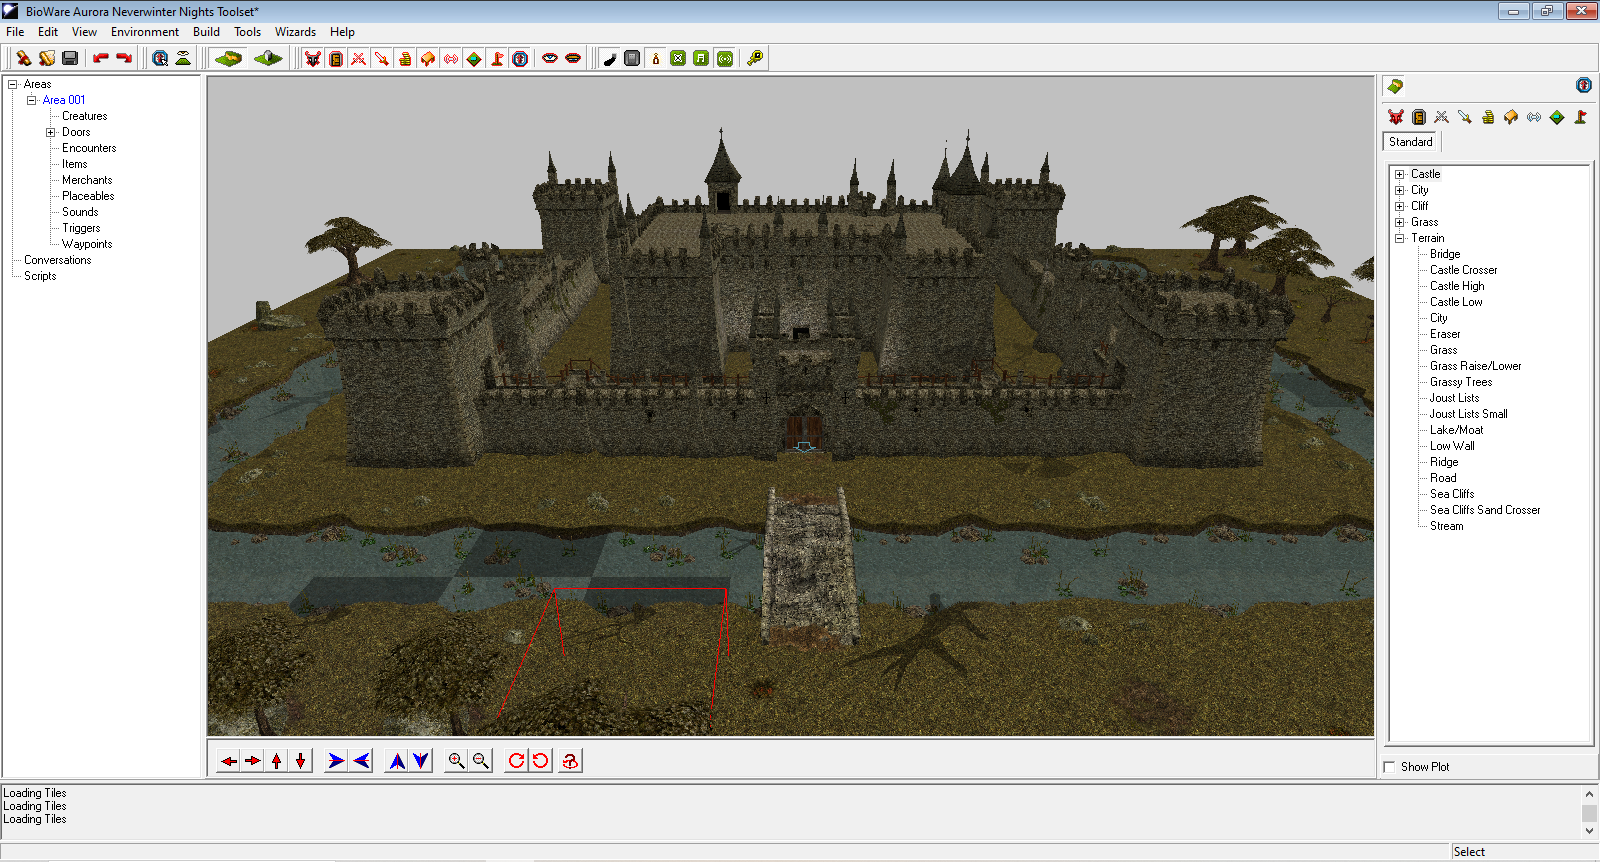 BioWare Aurora Neverwinter Nights Toolset*
File Edit View Environment Build Tools Wizards Help
Areas
Area 001
Creatures
Doors
Encounters
Items
Merchants
Placeables
Sounds
Triggers
Waypoints
Conversations
Scripts
Standard
Castle
City
Cliff
Grass
Terrain
Bridge
Castle Crosser
Castle High
Castle Low
City
Eraser
Grass
Grass Raise/Lower
Grassy Trees
Joust Lists
Joust Lists Small
Lake/Moat
Low Wall
Ridge
Road
Sea Cliffs
Sea Cliffs Sand Crosser
Stream
Show Plot
Loading Tiles
Loading Tiles
Loading Tiles
Select